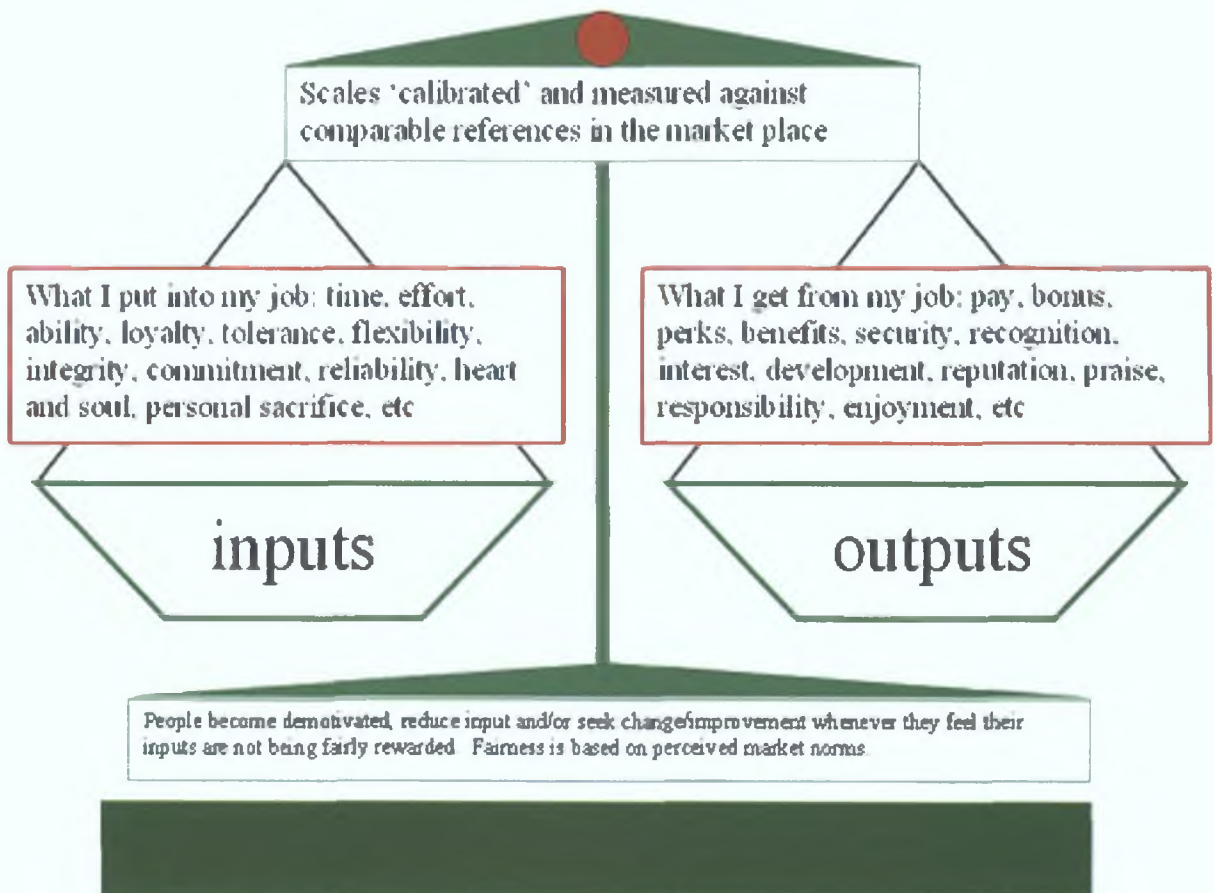 Scales 'calibrated' and measured against
comparable references in the market place
What I put into my job: time, effort,
ability, loyalty, tolerance, flexibility,
integrity, commitment, reliability, heart
and soul, personal sacrifice, etc
What I get from my job: pay, bonus,
perks, benefits, security, recognition,
interest, development, reputation, praise,
responsibility, enjoyment, etc
inputs
outputs
People become demotivated, reduce input and/or seek change/improvement whenever they feel their
inputs are not being fairly rewarded. Fairness is based on perceived market norms.